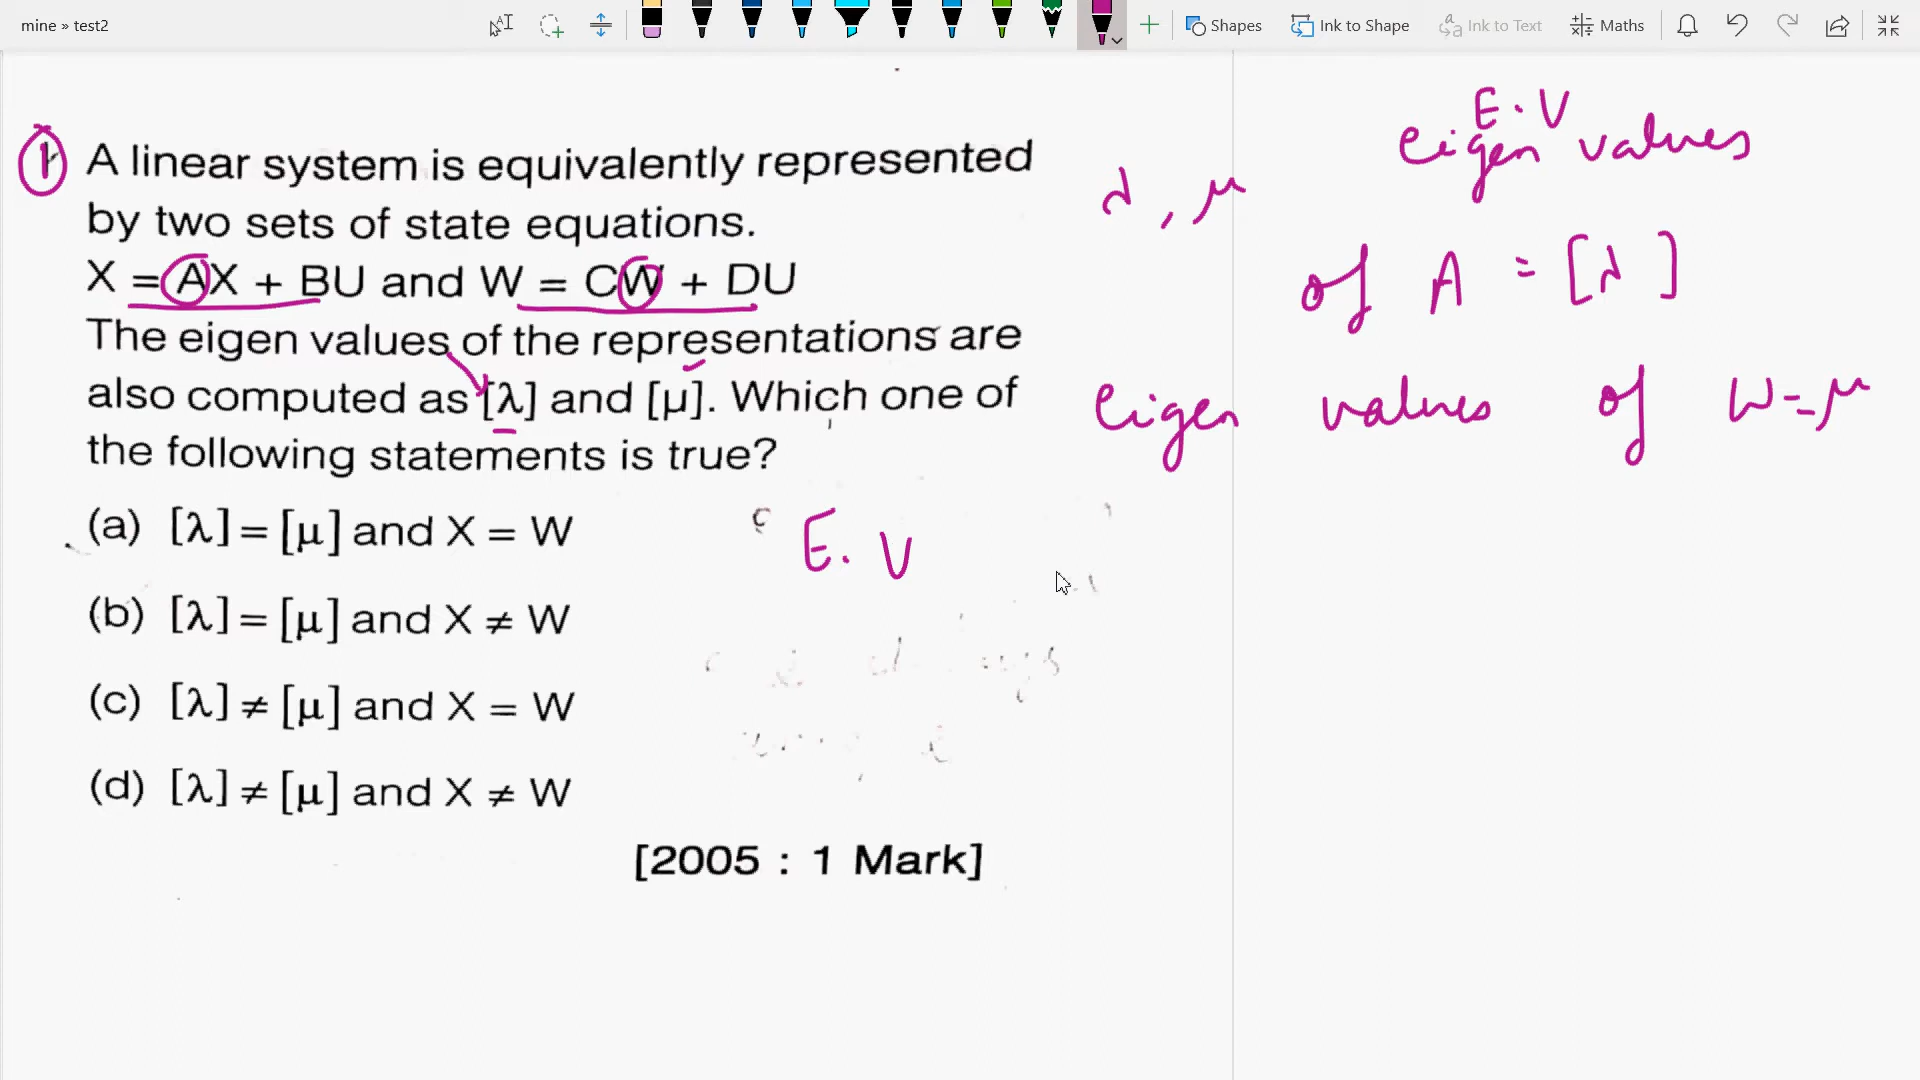 mine » test2
Shapes
Ink to Shape
Ink to Text
Maths
1 A linear system is equivalently represented
by two sets of state equations.
X = AX + BU and W = CW + DU
The eigen values of the representations are
also computed as [λ] and [μ]. Which one of
the following statements is true?
(a) [λ] = [μ] and X = W
(b) [λ] = [μ] and X ≠ W
(c) [λ] ≠ [μ] and X = W
(d) [λ] ≠ [μ] and X ≠ W
[2005 : 1 Mark]
E. V
λ, μ
E. V
eigen values
of A = [λ]
eigen values of W = μ